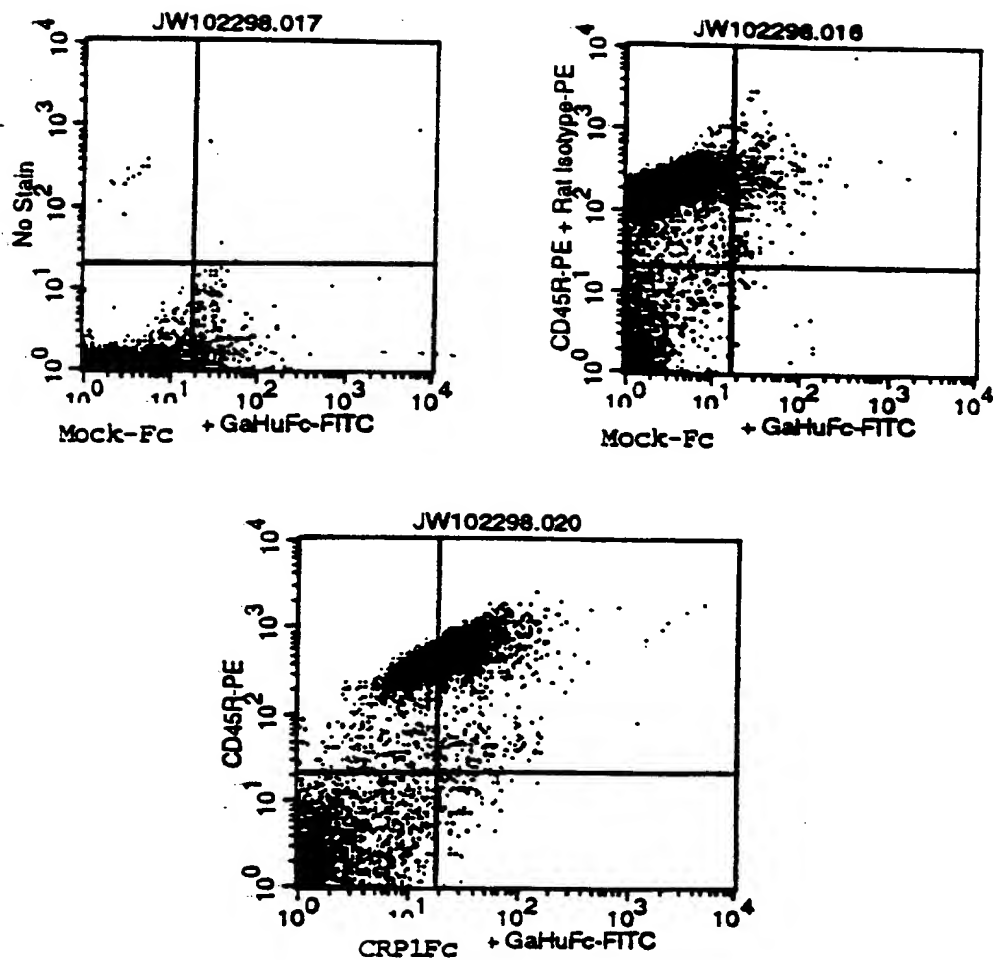 JW102298.017
10^4
10^3
10^2
10^1
10^0
No Stain
10^0 10^1 10^2 10^3 10^4
Mock-Fc + GaHuFc-FITC
JW102298.016
10^4
10^3
10^2
10^1
10^0
CD45R-PE + Rat Isotype-PE
10^0 10^1 10^2 10^3 10^4
Mock-Fc + GaHuFc-FITC
JW102298.020
10^4
10^3
10^2
10^1
10^0
CD45R-PE
10^0 10^1 10^2 10^3 10^4
CRP1Fc + GaHuFc-FITC